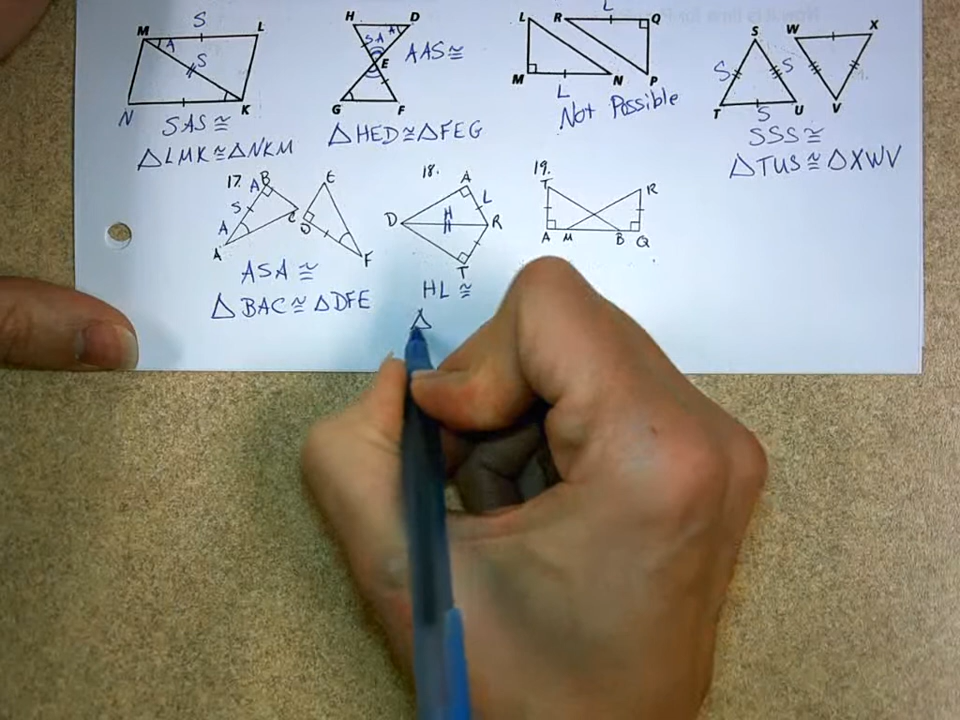 M S L
A S
N K
SAS ≅
△LMK≅△NKM
H D
S A A
E
G F
AAS≅
△HED≅△FEG
L R L Q
M L N P
Not Possible
S W X
S S
T S U V
SSS ≅
△TUS≅△XWV
17. A B E
S C D
A
A F
ASA ≅
△BAC≅△DFE
18. A
L
D H R
T
HL ≅
△
19.
T R
A M B Q